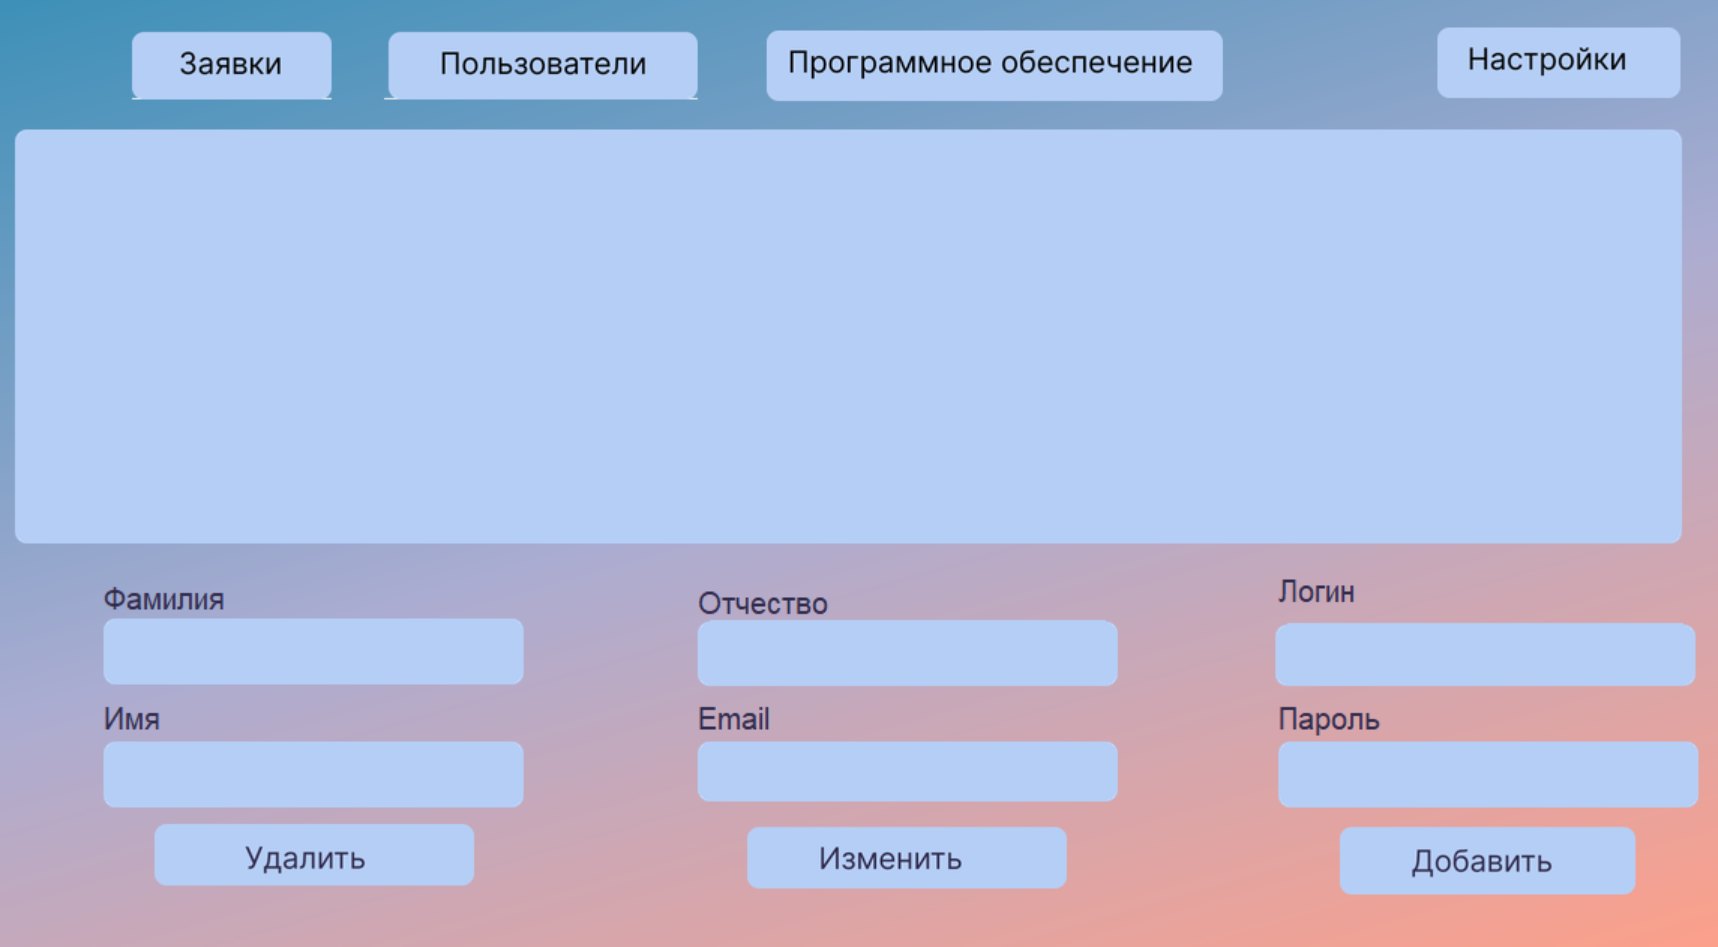 Заявки
Пользователи
Программное обеспечение
Настройки
Фамилия
Отчество
Логин
Имя
Email
Пароль
Удалить
Изменить
Добавить